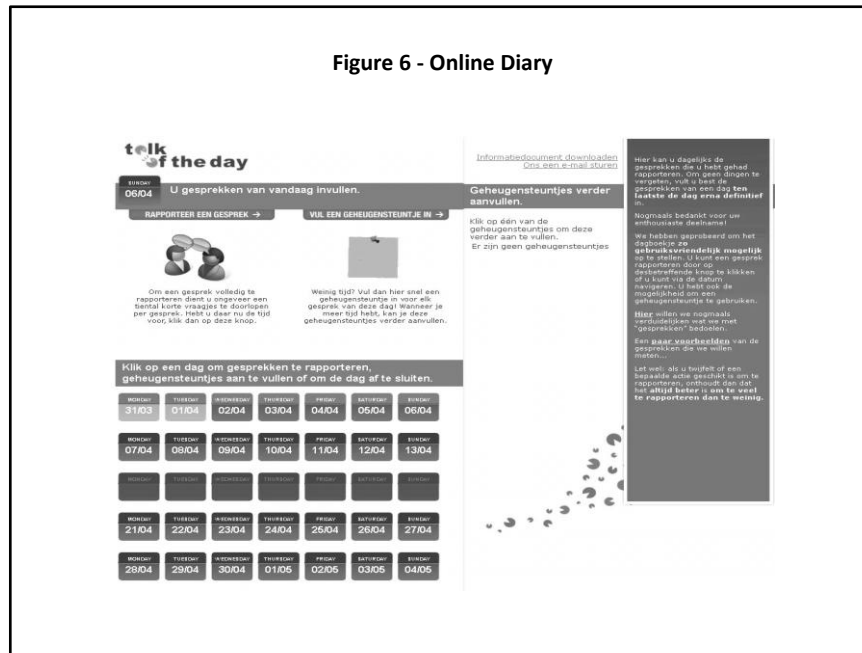 Figure 6 - Online Diary
talk
of the day
Informatiedocument downloaden
Ons een e-mail sturen
SUNDAY
06/04
U gesprekken van vandaag invullen.
RAPPORTEER EEN GESPREK →
VUL EEN GEHEUGENSTEUNTJE IN →
Om een gesprek volledig te
rapporteren dient u ongeveer een
tiental korte vraagjes te doorlopen
per gesprek. Hebt u daar nu de tijd
voor, klik dan op deze knop.
Weinig tijd? Vul dan hier snel een
geheugensteuntje in voor elk
gesprek van deze dag! Wanneer je
meer tijd hebt, kan je deze
geheugensteuntjes verder aanvullen.
Geheugensteuntjes verder
aanvullen.
Klik op één van de
geheugensteuntjes om deze
verder aan te vullen.
Er zijn geen geheugensteuntjes
Hier kan u dagelijks de
gesprekken die u hebt gehad
rapporteren. Om geen dingen te
vergeten, vult u best de
gesprekken van een dag ten
laatste de dag erna definitief
in.
Nogmaals bedankt voor uw
enthousiaste deelname!
We hebben geprobeerd om het
dagboekje zo
gebruiksvriendelijk mogelijk
op te stellen. U kunt een gesprek
rapporteren door op
desbetreffende knop te klikken
of u kunt via de datum
navigeren. U hebt ook de
mogelijkheid om een
geheugensteuntje te gebruiken.
Hier willen we nogmaals
verduidelijken wat we met
"gesprekken" bedoelen.
Een paar voorbeelden van de
gesprekken die we willen
meten...
Let wel: als u twijfelt of een
bepaalde actie geschikt is om te
rapporteren, onthoudt dan dat
het altijd beter is om te veel
te rapporteren dan te weinig.
Klik op een dag om gesprekken te rapporteren,
geheugensteuntjes aan te vullen of om de dag af te sluiten.
MONDAY TUESDAY WEDNESDAY THURSDAY FRIDAY SATURDAY SUNDAY
31/03 01/04 02/04 03/04 04/04 05/04 06/04
MONDAY TUESDAY WEDNESDAY THURSDAY FRIDAY SATURDAY SUNDAY
07/04 08/04 09/04 10/04 11/04 12/04 13/04
MONDAY TUESDAY WEDNESDAY THURSDAY FRIDAY SATURDAY SUNDAY
MONDAY TUESDAY WEDNESDAY THURSDAY FRIDAY SATURDAY SUNDAY
21/04 22/04 23/04 24/04 25/04 26/04 27/04
MONDAY TUESDAY WEDNESDAY THURSDAY FRIDAY SATURDAY SUNDAY
28/04 29/04 30/04 01/05 02/05 03/05 04/05